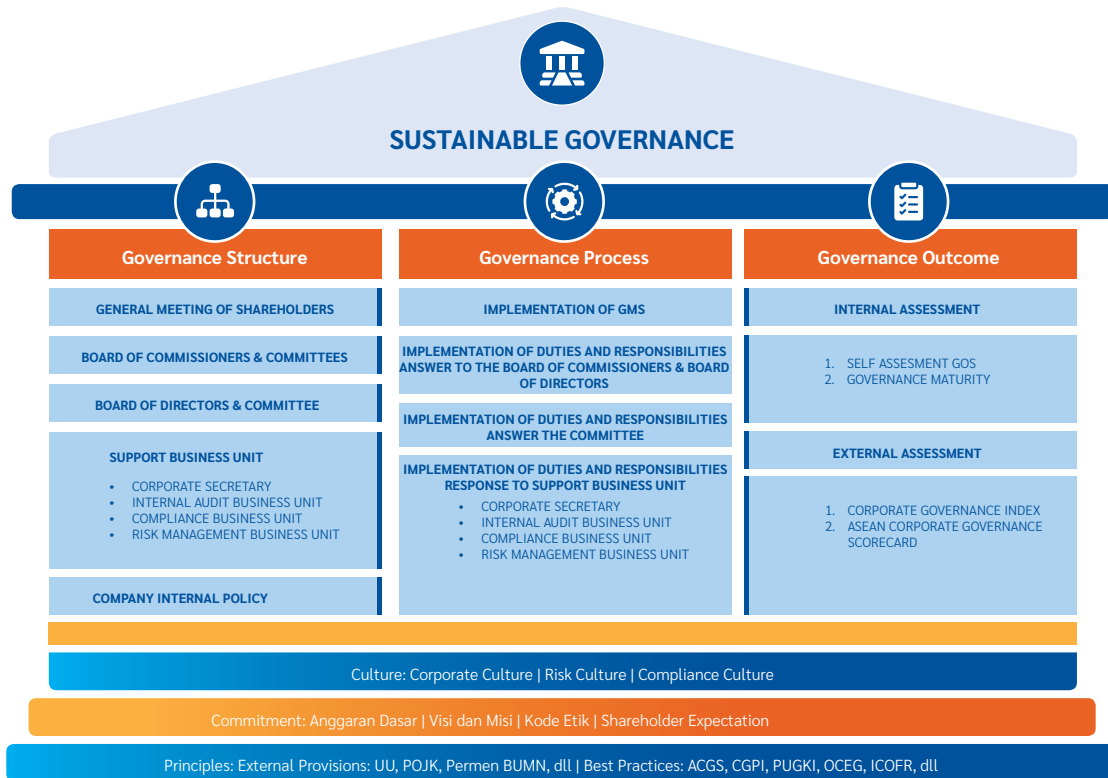 SUSTAINABLE GOVERNANCE
Governance Structure
GENERAL MEETING OF SHAREHOLDERS
BOARD OF COMMISSIONERS & COMMITTEES
BOARD OF DIRECTORS & COMMITTEE
SUPPORT BUSINESS UNIT
• CORPORATE SECRETARY
• INTERNAL AUDIT BUSINESS UNIT
• COMPLIANCE BUSINESS UNIT
• RISK MANAGEMENT BUSINESS UNIT
COMPANY INTERNAL POLICY
Governance Process
IMPLEMENTATION OF GMS
IMPLEMENTATION OF DUTIES AND RESPONSIBILITIES
ANSWER TO THE BOARD OF COMMISSIONERS & BOARD
OF DIRECTORS
IMPLEMENTATION OF DUTIES AND RESPONSIBILITIES
ANSWER THE COMMITTEE
IMPLEMENTATION OF DUTIES AND RESPONSIBILITIES
RESPONSE TO SUPPORT BUSINESS UNIT
• CORPORATE SECRETARY
• INTERNAL AUDIT BUSINESS UNIT
• COMPLIANCE BUSINESS UNIT
• RISK MANAGEMENT BUSINESS UNIT
Governance Outcome
INTERNAL ASSESSMENT
1. SELF ASSESMENT GOS
2. GOVERNANCE MATURITY
EXTERNAL ASSESSMENT
1. CORPORATE GOVERNANCE INDEX
2. ASEAN CORPORATE GOVERNANCE
SCORECARD
Culture: Corporate Culture | Risk Culture | Compliance Culture
Commitment: Anggaran Dasar | Visi dan Misi | Kode Etik | Shareholder Expectation
Principles: External Provisions: UU, POJK, Permen BUMN, dll | Best Practices: ACGS, CGPI, PUGKI, OCEG, ICOFR, dll